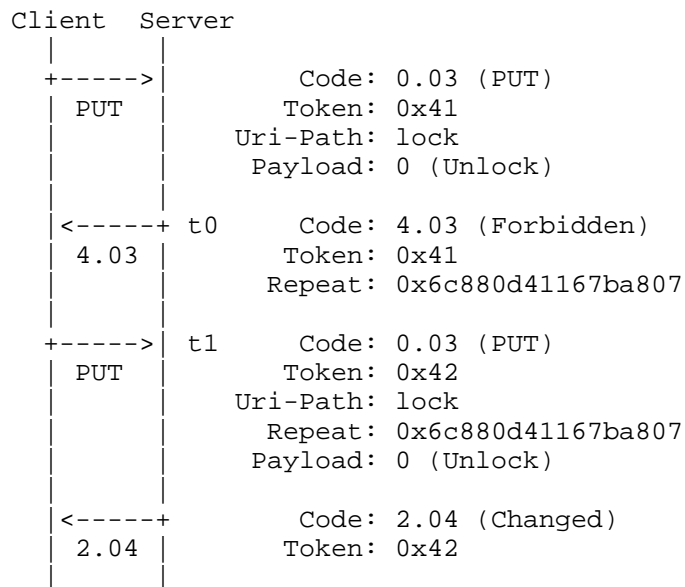 Client  Server
   |       |
   +----->|        Code: 0.03 (PUT)
   |  PUT  |       Token: 0x41
   |       |    Uri-Path: lock
   |       |     Payload: 0 (Unlock)
   |       |
   |<-----+ t0     Code: 4.03 (Forbidden)
   |  4.03 |       Token: 0x41
   |       |      Repeat: 0x6c880d41167ba807
   |       |
   +----->| t1     Code: 0.03 (PUT)
   |  PUT  |       Token: 0x42
   |       |    Uri-Path: lock
   |       |      Repeat: 0x6c880d41167ba807
   |       |     Payload: 0 (Unlock)
   |       |
   |<-----+        Code: 2.04 (Changed)
   |  2.04 |       Token: 0x42
   |       |